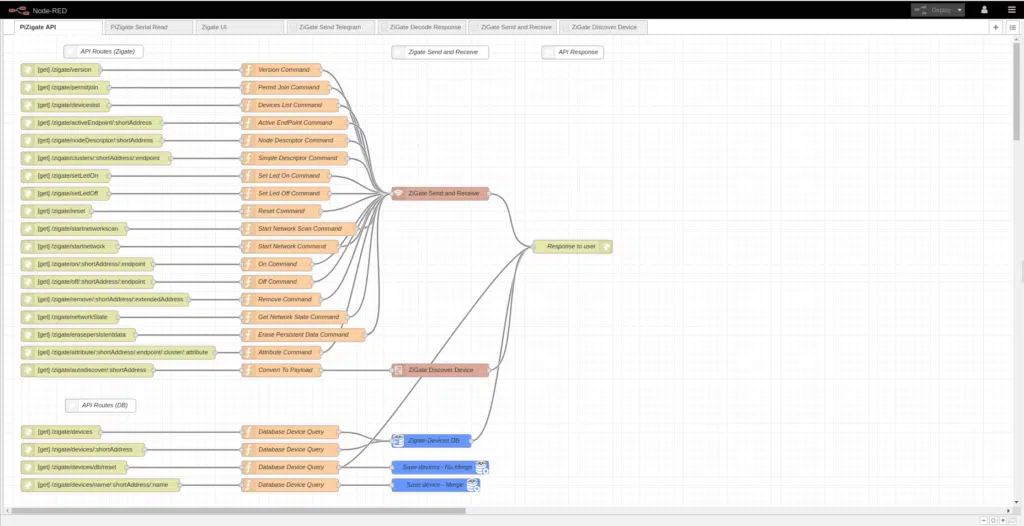 Node-RED
Deploy
PiZigate API
PiZigate Serial Read
Zigate UI
ZiGate Send Telegram
ZiGate Decode Response
ZiGate Send and Receive
ZiGate Discover Device
API Routes (Zigate)
Zigate Send and Receive
API Response
[get] /zigate/version
Version Command
[get] /zigate/permitjoin
Permit Join Command
[get] /zigate/deviceslist
Devices List Command
[get] /zigate/activeEndpoint/:shortAddress
Active EndPoint Command
[get] /zigate/nodeDescriptor/:shortAddress
Node Descriptor Command
[get] /zigate/clusters/:shortAddress/:endpoint
Simple Descriptor Command
[get] /zigate/setLedOn
Set Led On Command
[get] /zigate/setLedOff
Set Led Off Command
ZiGate Send and Receive
[get] /zigate/reset
Reset Command
[get] /zigate/startnetworkscan
Start Network Scan Command
[get] /zigate/startnetwork
Start Network Command
Response to user
[get] /zigate/on/:shortAddress/:endpoint
On Command
[get] /zigate/off/:shortAddress/:endpoint
Off Command
[get] /zigate/remove/:shortAddress/:extendedAddress
Remove Command
[get] /zigate/networkState
Get Network State Command
[get] /zigate/erasepersistentdata
Erase Persistent Data Command
[get] /zigate/attribute/:shortAddress/:endpoint/:cluster/:attribute
Attribute Command
[get] /zigate/autodiscover/:shortAddress
Convert To Payload
ZiGate Discover Device
API Routes (DB)
[get] /zigate/devices
Database Device Query
Zigate Devices DB
[get] /zigate/devices/:shortAddress
Database Device Query
[get] /zigate/devices/db/reset
Database Device Query
Save devices - No Merge
[get] /zigate/devices/name/:shortAddress/:name
Database Device Query
Save device - Merge